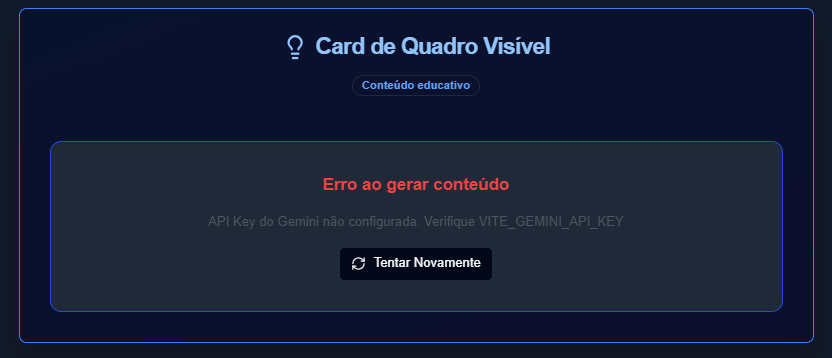 Card de Quadro Visível
Conteúdo educativo
Erro ao gerar conteúdo
API Key do Gemini não configurada. Verifique VITE_GEMINI_API_KEY
Tentar Novamente